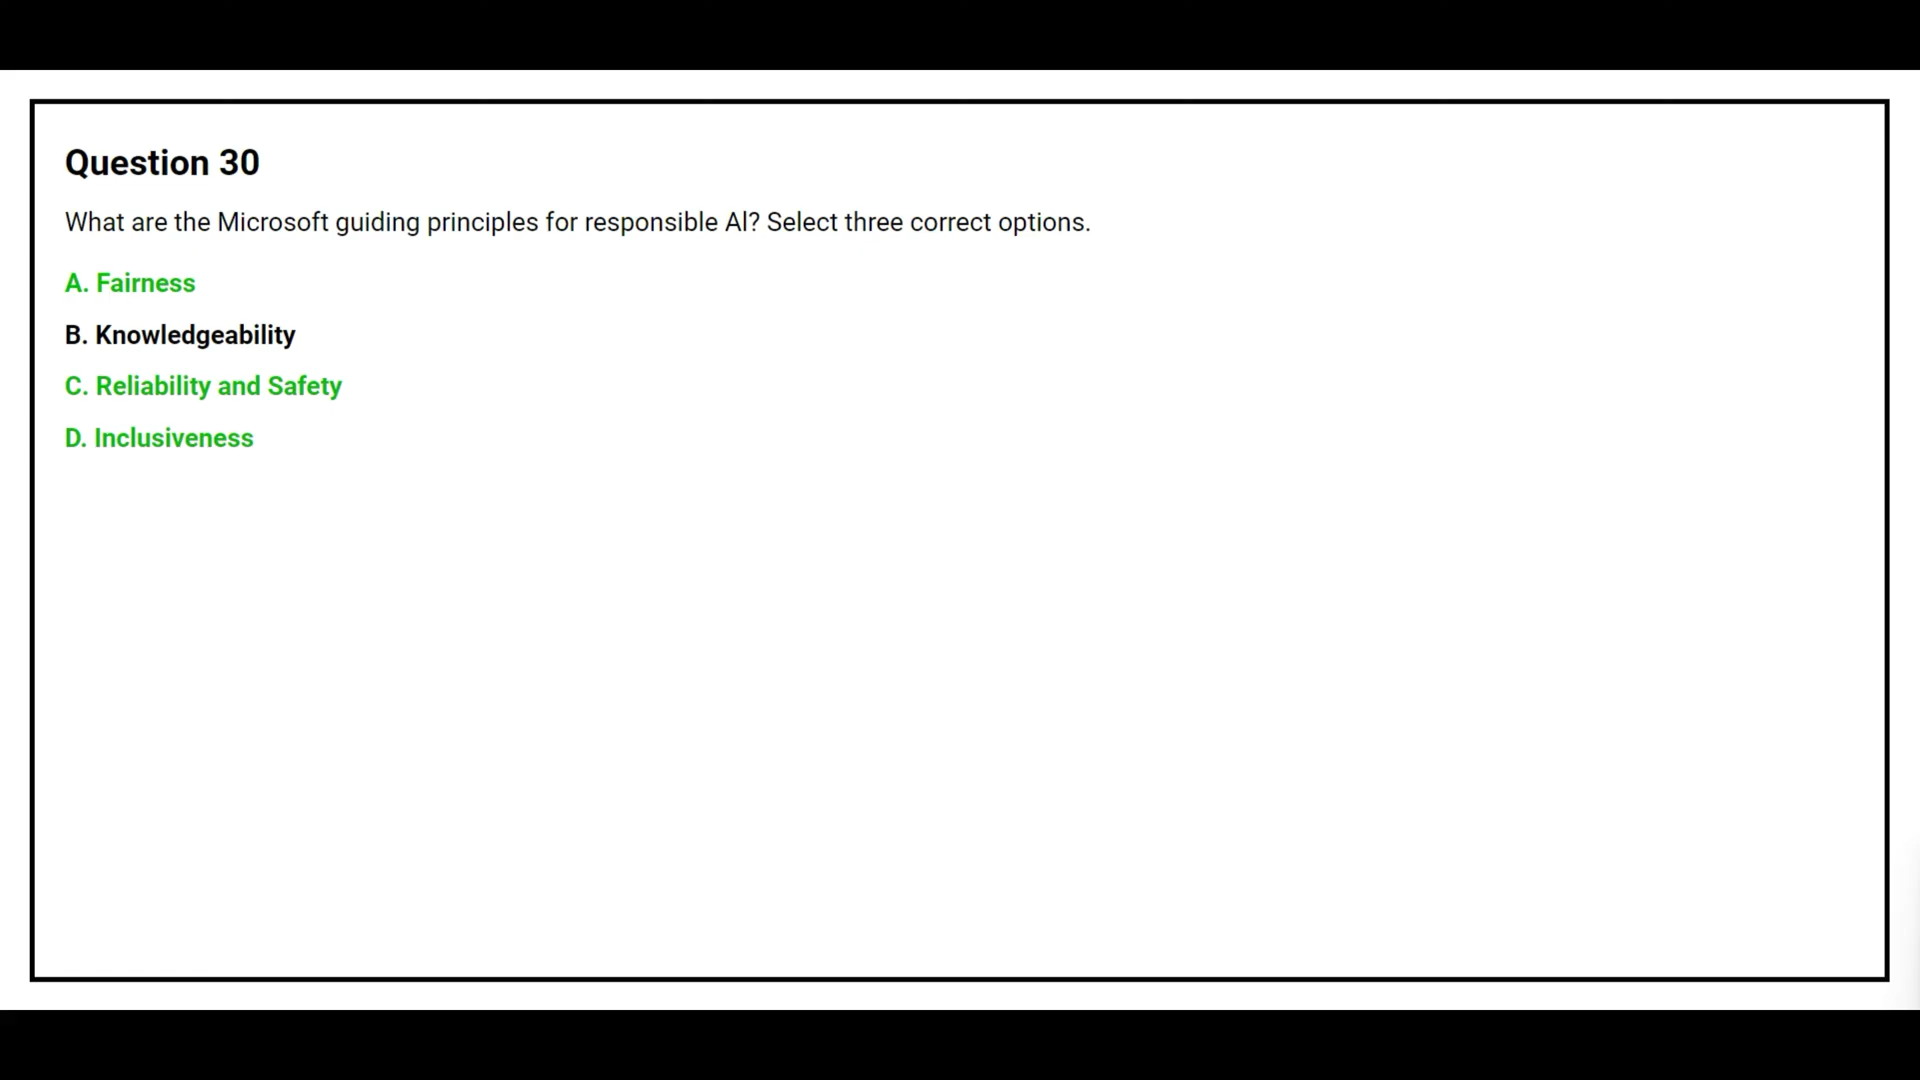 Question 30
What are the Microsoft guiding principles for responsible AI? Select three correct options.
A. Fairness
B. Knowledgeability
C. Reliability and Safety
D. Inclusiveness